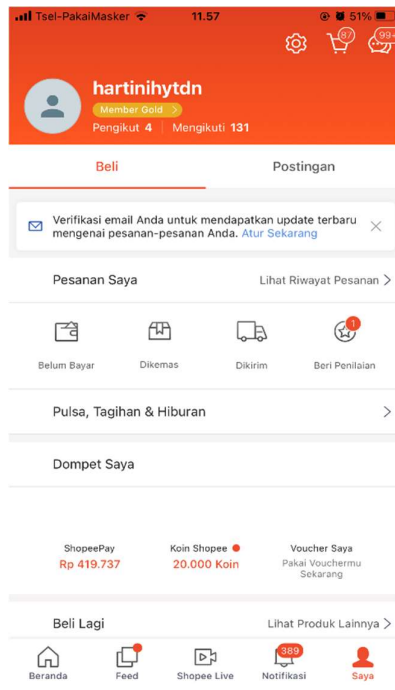 Tsel-PakaiMasker 11.57 51%
87 99+
hartinihytdn
Member Gold >
Pengikut 4 | Mengikuti 131
Beli Postingan
Verifikasi email Anda untuk mendapatkan update terbaru
mengenai pesanan-pesanan Anda. Atur Sekarang
Pesanan Saya Lihat Riwayat Pesanan >
1
Belum Bayar Dikemas Dikirim Beri Penilaian
Pulsa, Tagihan & Hiburan >
Dompet Saya
ShopeePay Koin Shopee Voucher Saya
Rp 419.737 20.000 Koin Pakai Vouchermu
Sekarang
Beli Lagi Lihat Produk Lainnya >
389
Beranda Feed Shopee Live Notifikasi Saya